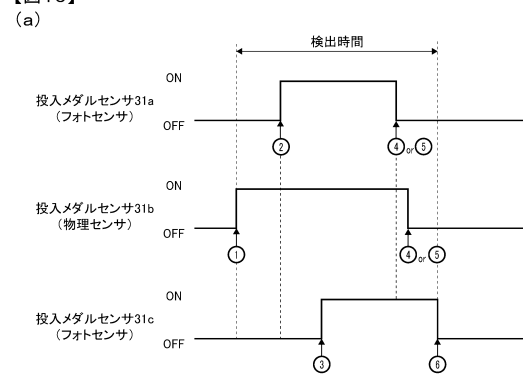 (a)
検出時間
ON
投入メダルセンサ31a
(フォトセンサ)
OFF
② ④or⑤
ON
投入メダルセンサ31b
(物理センサ)
OFF
① ④or⑤
ON
投入メダルセンサ31c
(フォトセンサ)
OFF
③ ⑥